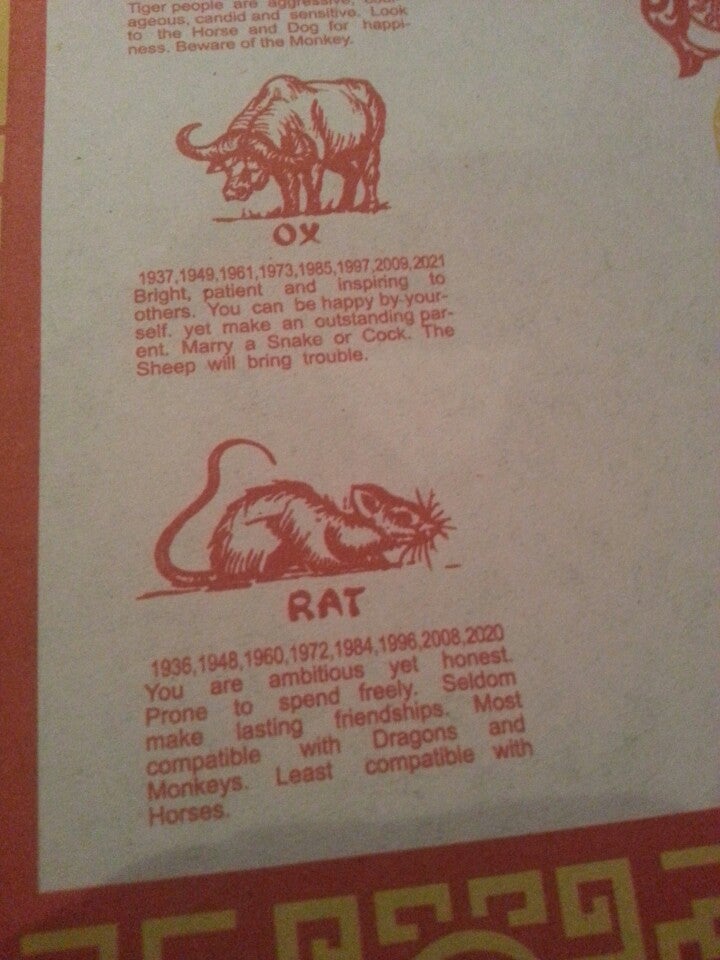 Tiger people are aggressive, cour-
ageous, candid and sensitive. Look
to the Horse and Dog for happi-
ness. Beware of the Monkey.
OX
1937,1949,1961,1973,1985,1997,2009,2021
Bright, patient and inspiring to
others. You can be happy by your-
self. yet make an outstanding par-
ent. Marry a Snake or Cock. The
Sheep will bring trouble.
RAT
1936,1948,1960,1972,1984,1996,2008,2020
You are ambitious yet honest.
Prone to spend freely. Seldom
make lasting friendships. Most
compatible with Dragons and
Monkeys. Least compatible with
Horses.